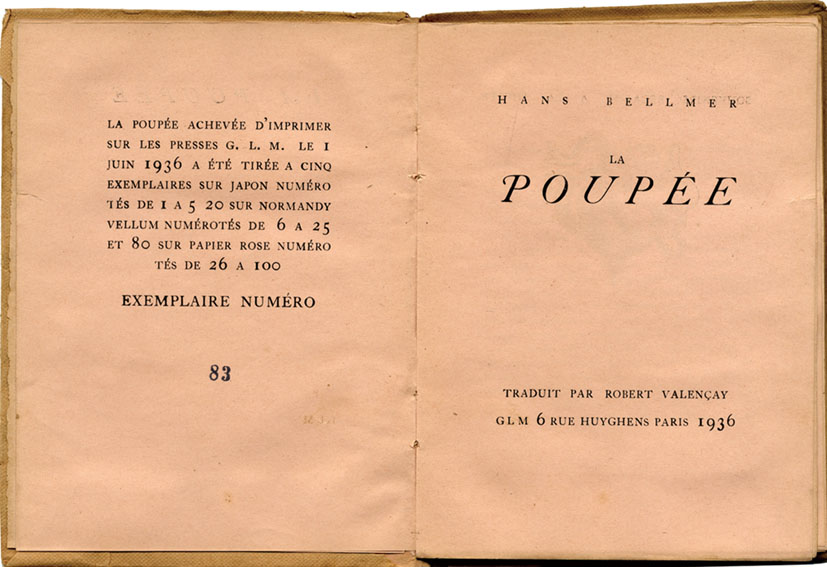 LA POUPÉE ACHEVÉE D'IMPRIMER
SUR LES PRESSES G. L. M. LE 1
JUIN 1936 A ÉTÉ TIRÉE A CINQ
EXEMPLAIRES SUR JAPON NUMÉRO
TÉS DE 1 A 5 20 SUR NORMANDY
VELLUM NUMÉROTÉS DE 6 A 25
ET 80 SUR PAPIER ROSE NUMÉRO
TÉS DE 26 A 100
EXEMPLAIRE NUMÉRO
83
HANS BELLMER
LA
POUPÉE
TRADUIT PAR ROBERT VALENÇAY
GLM 6 RUE HUYGHENS PARIS 1936